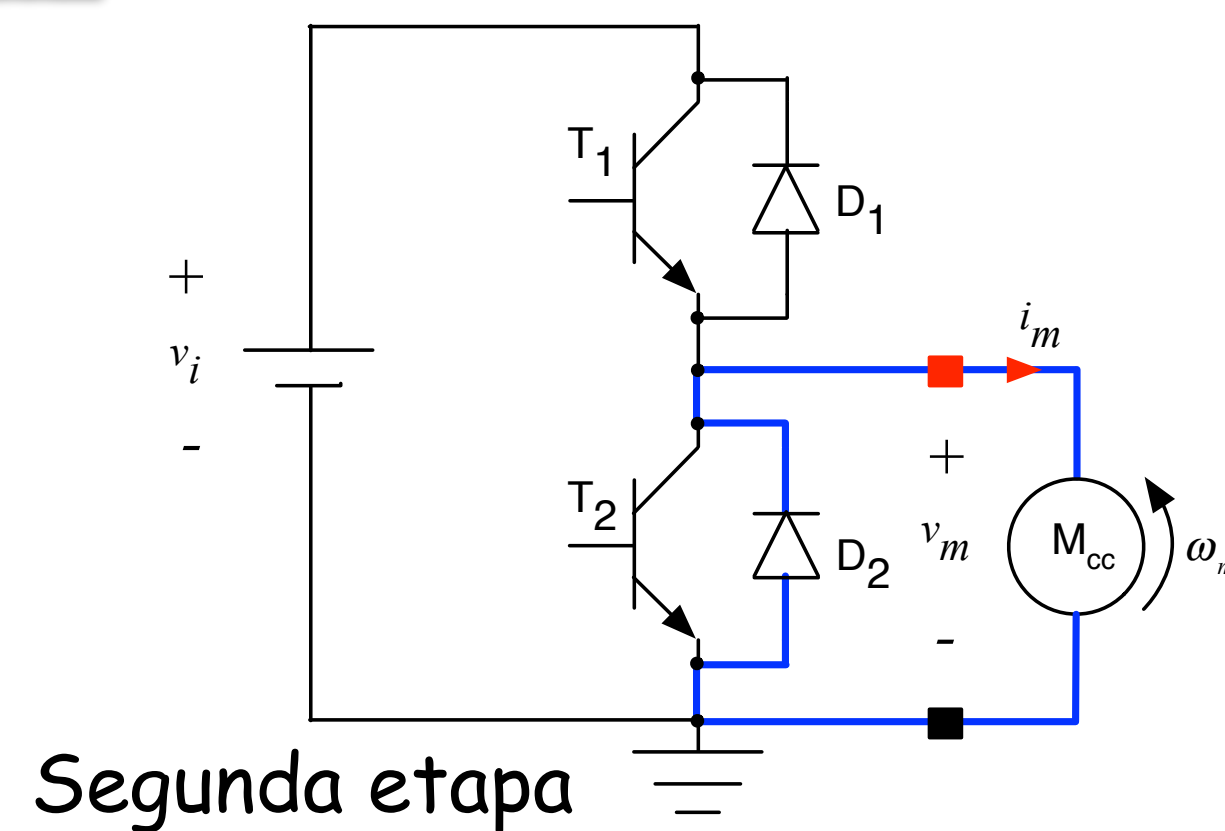 T1
D1
+
vi
-
im
T2
D2
+
vm
-
Mcc
Segunda etapa